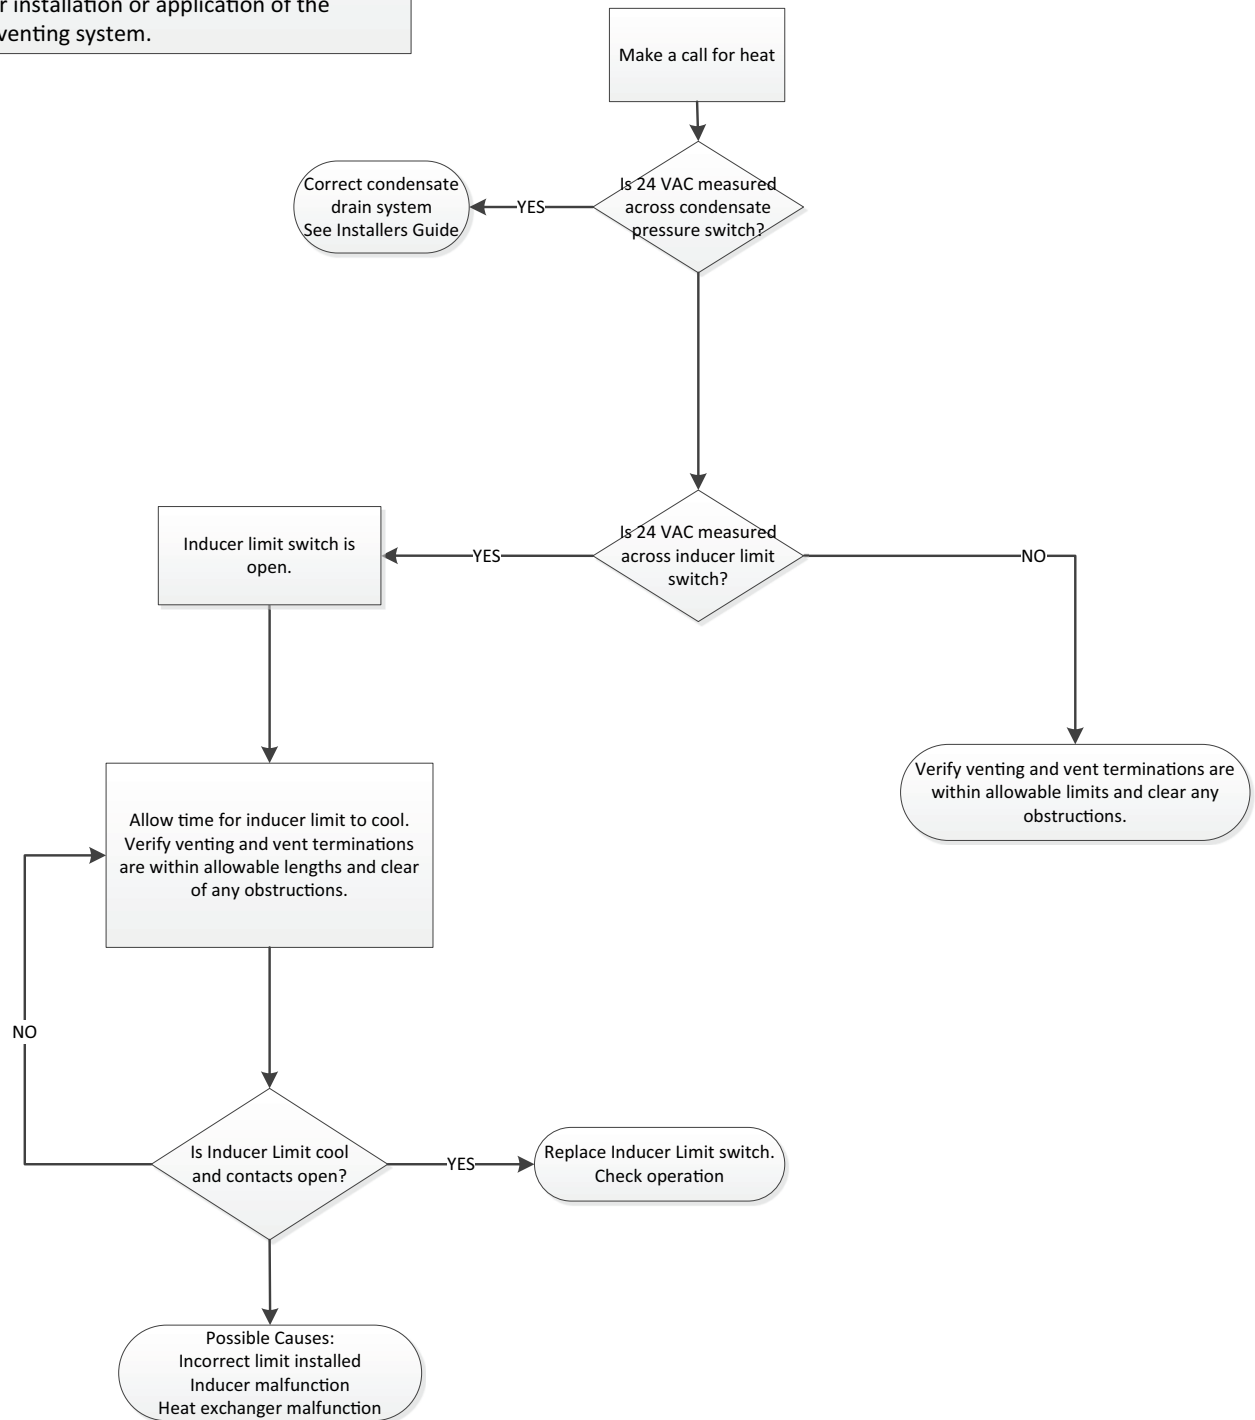 r installation or application of the
venting system.
Make a call for heat
Is 24 VAC measured
across condensate
pressure switch?
YES
Correct condensate
drain system
See Installers Guide
Is 24 VAC measured
across inducer limit
switch?
YES
NO
Inducer limit switch is
open.
Verify venting and vent terminations are
within allowable limits and clear any
obstructions.
Allow time for inducer limit to cool.
Verify venting and vent terminations
are within allowable lengths and clear
of any obstructions.
NO
Is Inducer Limit cool
and contacts open?
YES
Replace Inducer Limit switch.
Check operation
Possible Causes:
Incorrect limit installed
Inducer malfunction
Heat exchanger malfunction